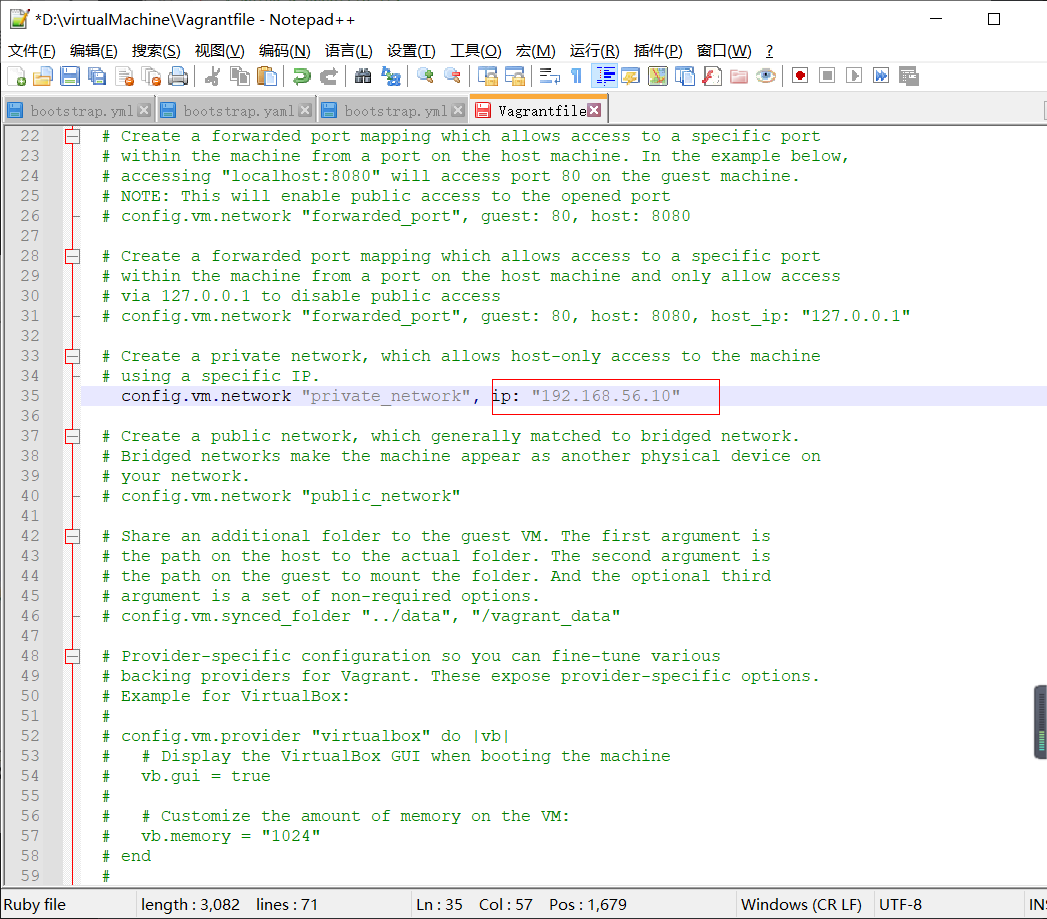 *D:\virtualMachine\Vagrantfile - Notepad++
文件(F) 编辑(E) 搜索(S) 视图(V) 编码(N) 语言(L) 设置(T) 工具(O) 宏(M) 运行(R) 插件(P) 窗口(W) ?
bootstrap.yml bootstrap.yaml bootstrap.yml Vagrantfile
22 # Create a forwarded port mapping which allows access to a specific port
23 # within the machine from a port on the host machine. In the example below,
24 # accessing "localhost:8080" will access port 80 on the guest machine.
25 # NOTE: This will enable public access to the opened port
26 # config.vm.network "forwarded_port", guest: 80, host: 8080
27
28 # Create a forwarded port mapping which allows access to a specific port
29 # within the machine from a port on the host machine and only allow access
30 # via 127.0.0.1 to disable public access
31 # config.vm.network "forwarded_port", guest: 80, host: 8080, host_ip: "127.0.0.1"
32
33 # Create a private network, which allows host-only access to the machine
34 # using a specific IP.
35 config.vm.network "private_network", ip: "192.168.56.10"
36
37 # Create a public network, which generally matched to bridged network.
38 # Bridged networks make the machine appear as another physical device on
39 # your network.
40 # config.vm.network "public_network"
41
42 # Share an additional folder to the guest VM. The first argument is
43 # the path on the host to the actual folder. The second argument is
44 # the path on the guest to mount the folder. And the optional third
45 # argument is a set of non-required options.
46 # config.vm.synced_folder "../data", "/vagrant_data"
47
48 # Provider-specific configuration so you can fine-tune various
49 # backing providers for Vagrant. These expose provider-specific options.
50 # Example for VirtualBox:
51 #
52 # config.vm.provider "virtualbox" do |vb|
53 #   # Display the VirtualBox GUI when booting the machine
54 #   vb.gui = true
55 #
56 #   # Customize the amount of memory on the VM:
57 #   vb.memory = "1024"
58 # end
59 #
Ruby file length : 3,082 lines : 71 Ln : 35 Col : 57 Pos : 1,679 Windows (CR LF) UTF-8 INS